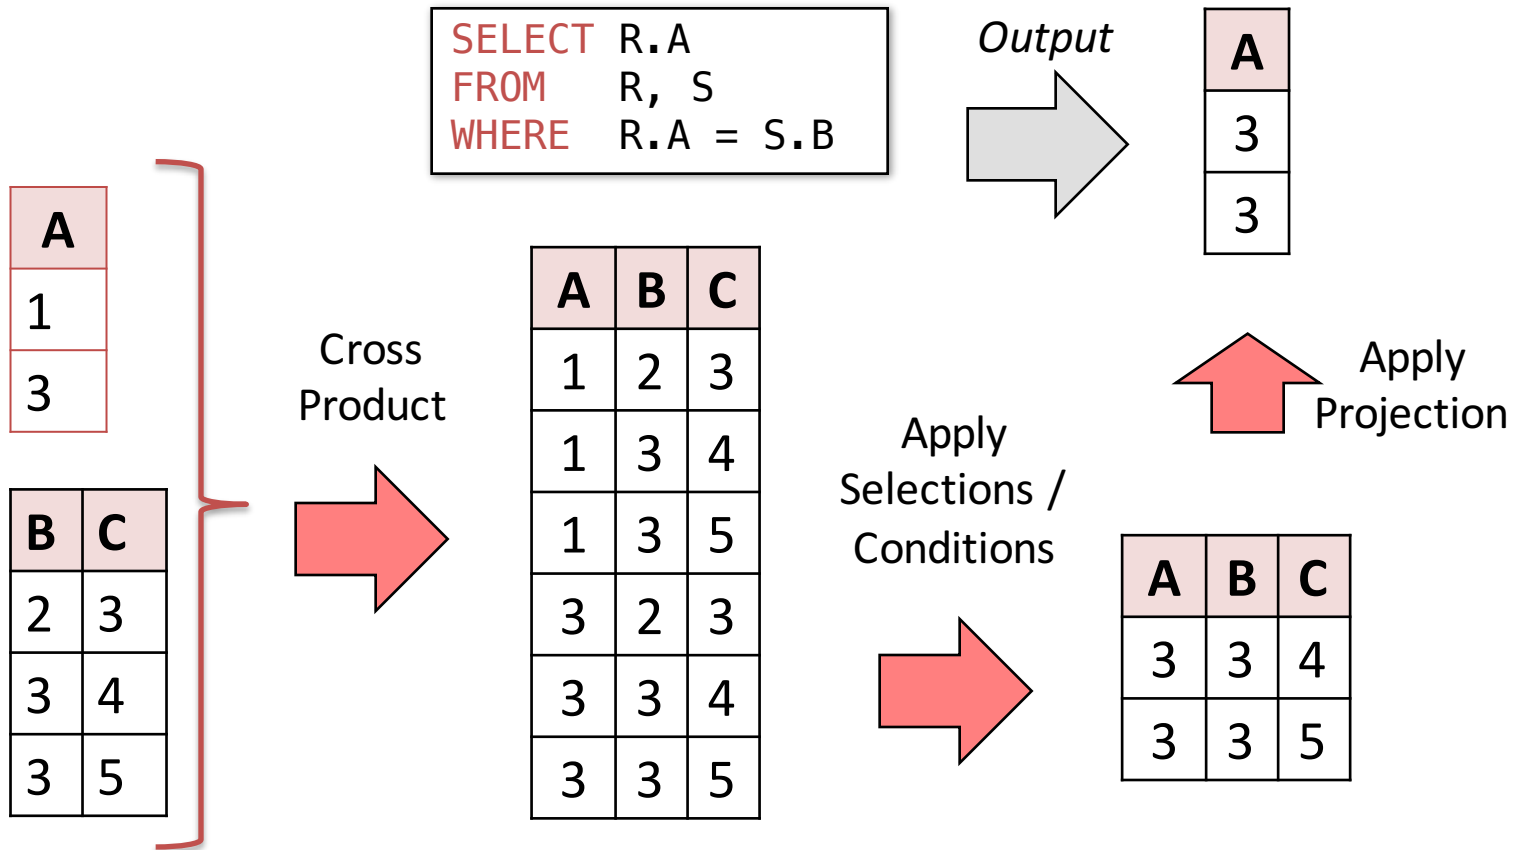 SELECT R.A
FROM R, S
WHERE R.A = S.B
Output
A
3
3
A
1
3
B C
2 3
3 4
3 5
Cross
Product
A B C
1 2 3
1 3 4
1 3 5
3 2 3
3 3 4
3 3 5
Apply
Selections /
Conditions
A B C
3 3 4
3 3 5
Apply
Projection